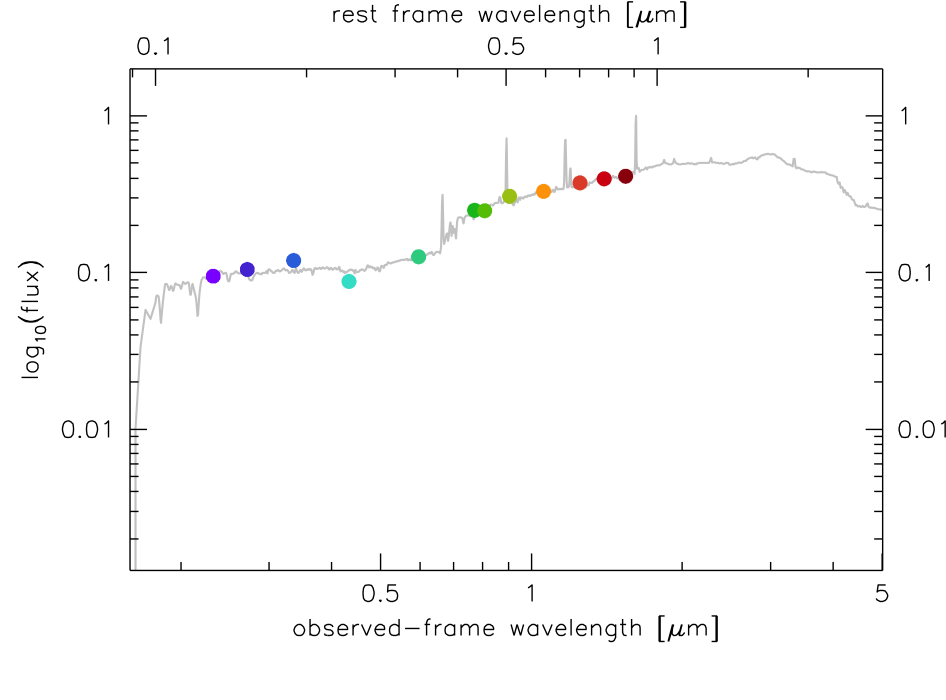 rest frame wavelength [μm]
0.1 0.5 1
1 1
0.1 0.1
0.01 0.01
log10(flux)
0.5 1 5
observed-frame wavelength [μm]